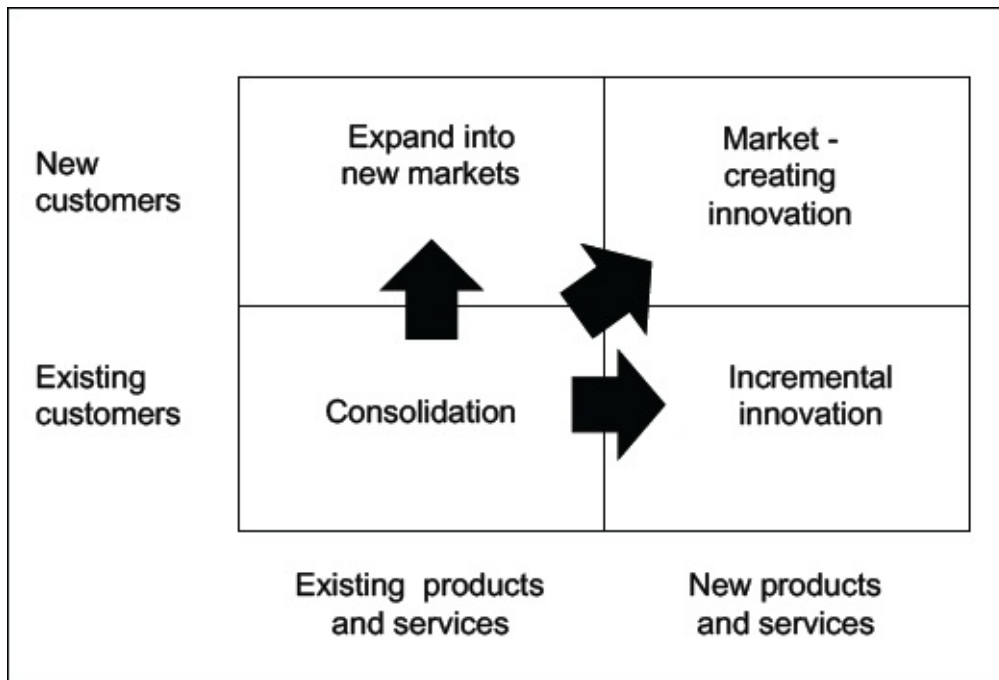 Expand into
new markets
Market -
creating
innovation
New
customers
Existing
customers
Consolidation
Incremental
innovation
Existing products
and services
New products
and services